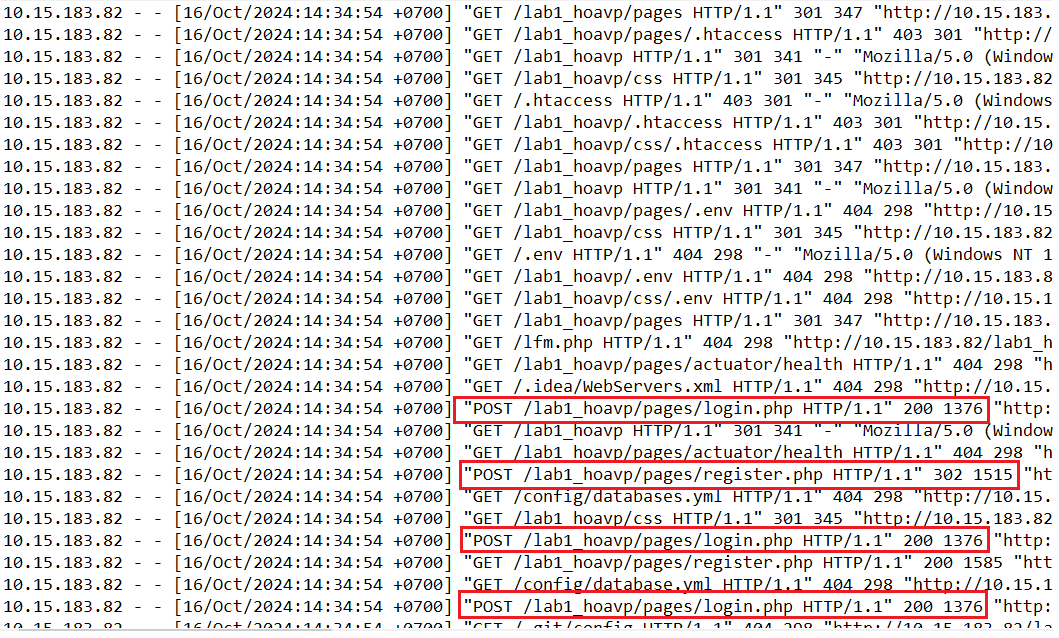 10.15.183.82 - - [16/Oct/2024:14:34:54 +0700] "GET /lab1_hoavp/pages HTTP/1.1" 301 347 "http://10.15.183.
10.15.183.82 - - [16/Oct/2024:14:34:54 +0700] "GET /lab1_hoavp/pages/.htaccess HTTP/1.1" 403 301 "http://
10.15.183.82 - - [16/Oct/2024:14:34:54 +0700] "GET /lab1_hoavp HTTP/1.1" 301 341 "-" "Mozilla/5.0 (Window
10.15.183.82 - - [16/Oct/2024:14:34:54 +0700] "GET /lab1_hoavp/css HTTP/1.1" 301 345 "http://10.15.183.82
10.15.183.82 - - [16/Oct/2024:14:34:54 +0700] "GET /.htaccess HTTP/1.1" 403 301 "-" "Mozilla/5.0 (Windows
10.15.183.82 - - [16/Oct/2024:14:34:54 +0700] "GET /lab1_hoavp/.htaccess HTTP/1.1" 403 301 "http://10.15.
10.15.183.82 - - [16/Oct/2024:14:34:54 +0700] "GET /lab1_hoavp/css/.htaccess HTTP/1.1" 403 301 "http://10
10.15.183.82 - - [16/Oct/2024:14:34:54 +0700] "GET /lab1_hoavp/pages HTTP/1.1" 301 347 "http://10.15.183.
10.15.183.82 - - [16/Oct/2024:14:34:54 +0700] "GET /lab1_hoavp HTTP/1.1" 301 341 "-" "Mozilla/5.0 (Window
10.15.183.82 - - [16/Oct/2024:14:34:54 +0700] "GET /lab1_hoavp/pages/.env HTTP/1.1" 404 298 "http://10.15
10.15.183.82 - - [16/Oct/2024:14:34:54 +0700] "GET /lab1_hoavp/css HTTP/1.1" 301 345 "http://10.15.183.82
10.15.183.82 - - [16/Oct/2024:14:34:54 +0700] "GET /.env HTTP/1.1" 404 298 "-" "Mozilla/5.0 (Windows NT 1
10.15.183.82 - - [16/Oct/2024:14:34:54 +0700] "GET /lab1_hoavp/.env HTTP/1.1" 404 298 "http://10.15.183.8
10.15.183.82 - - [16/Oct/2024:14:34:54 +0700] "GET /lab1_hoavp/css/.env HTTP/1.1" 404 298 "http://10.15.1
10.15.183.82 - - [16/Oct/2024:14:34:54 +0700] "GET /lab1_hoavp/pages HTTP/1.1" 301 347 "http://10.15.183.
10.15.183.82 - - [16/Oct/2024:14:34:54 +0700] "GET /lfm.php HTTP/1.1" 404 298 "http://10.15.183.82/lab1_h
10.15.183.82 - - [16/Oct/2024:14:34:54 +0700] "GET /lab1_hoavp/pages/actuator/health HTTP/1.1" 404 298 "h
10.15.183.82 - - [16/Oct/2024:14:34:54 +0700] "GET /.idea/WebServers.xml HTTP/1.1" 404 298 "http://10.15.
10.15.183.82 - - [16/Oct/2024:14:34:54 +0700] "POST /lab1_hoavp/pages/login.php HTTP/1.1" 200 1376 "http:
10.15.183.82 - - [16/Oct/2024:14:34:54 +0700] "GET /lab1_hoavp HTTP/1.1" 301 341 "-" "Mozilla/5.0 (Window
10.15.183.82 - - [16/Oct/2024:14:34:54 +0700] "GET /lab1_hoavp/pages/actuator/health HTTP/1.1" 404 298 "h
10.15.183.82 - - [16/Oct/2024:14:34:54 +0700] "POST /lab1_hoavp/pages/register.php HTTP/1.1" 302 1515 "ht
10.15.183.82 - - [16/Oct/2024:14:34:54 +0700] "GET /config/databases.yml HTTP/1.1" 404 298 "http://10.15.
10.15.183.82 - - [16/Oct/2024:14:34:54 +0700] "GET /lab1_hoavp/css HTTP/1.1" 301 345 "http://10.15.183.82
10.15.183.82 - - [16/Oct/2024:14:34:54 +0700] "POST /lab1_hoavp/pages/login.php HTTP/1.1" 200 1376 "http:
10.15.183.82 - - [16/Oct/2024:14:34:54 +0700] "GET /lab1_hoavp/pages/register.php HTTP/1.1" 200 1585 "htt
10.15.183.82 - - [16/Oct/2024:14:34:54 +0700] "GET /config/database.yml HTTP/1.1" 404 298 "http://10.15.1
10.15.183.82 - - [16/Oct/2024:14:34:54 +0700] "POST /lab1_hoavp/pages/login.php HTTP/1.1" 200 1376 "http:
10.15.183.82 - - [16/Oct/2024:14:34:54 +0700] "GET /.git/config HTTP/1.1" 404 298 "http://10.15.183.82/la